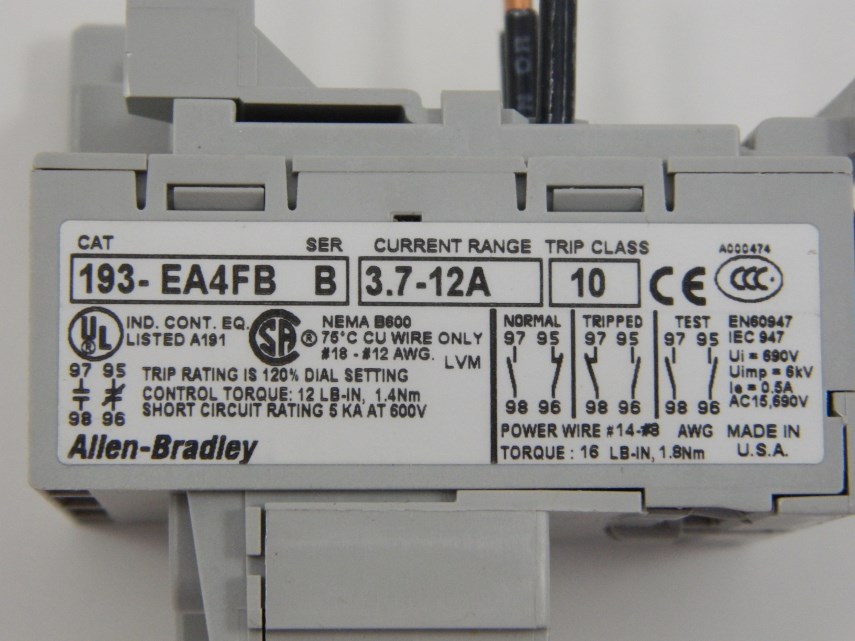 RO
CAT SER CURRENT RANGE TRIP CLASS A000474
193- EA4FB B 3.7-12A 10 CE CCC
UL IND. CONT. EQ.
LISTED A191
SA ® NEMA B600
75°C CU WIRE ONLY
#18 - #12 AWG. LVM
97 95
98 96
TRIP RATING IS 120% DIAL SETTING
CONTROL TORQUE: 12 LB-IN, 1.4Nm
SHORT CIRCUIT RATING 5 KA AT 600V
Allen-Bradley
NORMAL TRIPPED TEST
97 95 97 95 97 95
98 96 98 96 98 96
POWER WIRE #14-#8 AWG
TORQUE : 16 LB-IN, 1.8Nm
EN60947
IEC 947
Ui = 690V
Uimp = 6kV
Ie = 0.5A
AC15,690V
MADE IN
U.S.A.